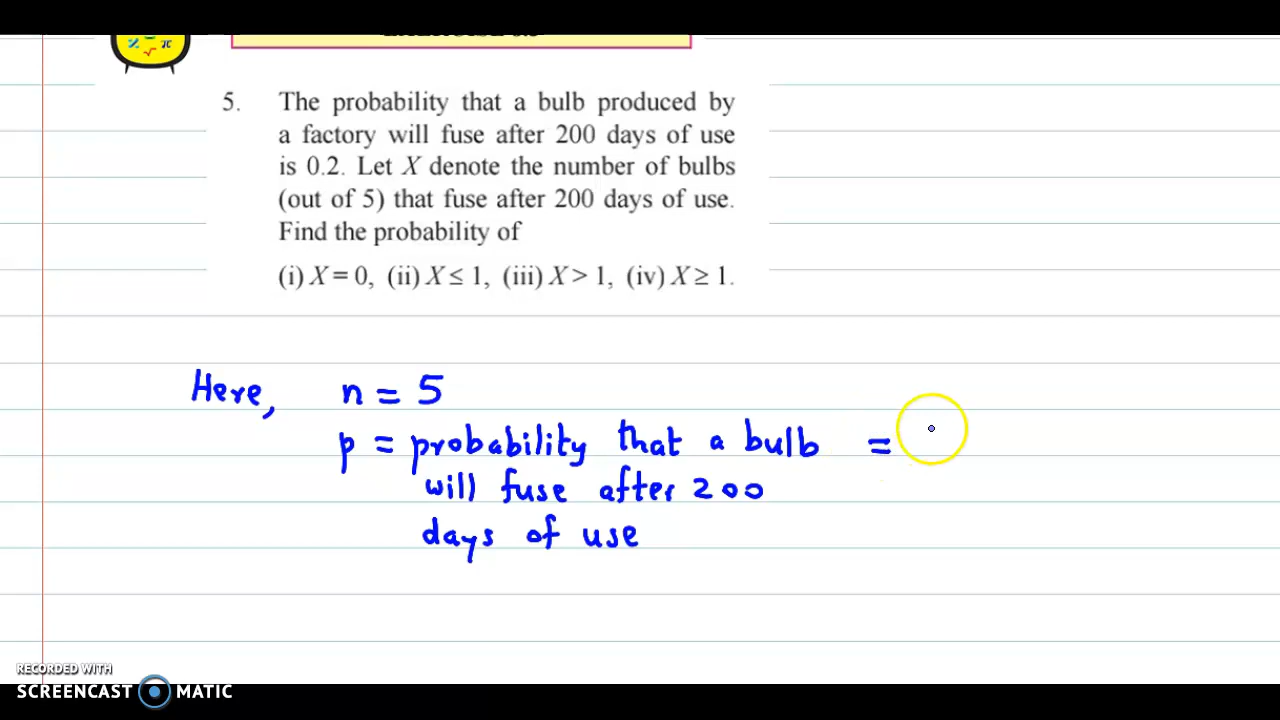 5. The probability that a bulb produced by
a factory will fuse after 200 days of use
is 0.2. Let X denote the number of bulbs
(out of 5) that fuse after 200 days of use.
Find the probability of
(i) X = 0, (ii) X ≤ 1, (iii) X > 1, (iv) X ≥ 1.
Here, n = 5
p = probability that a bulb =
will fuse after 200
days of use
RECORDED WITH
SCREENCAST MATIC